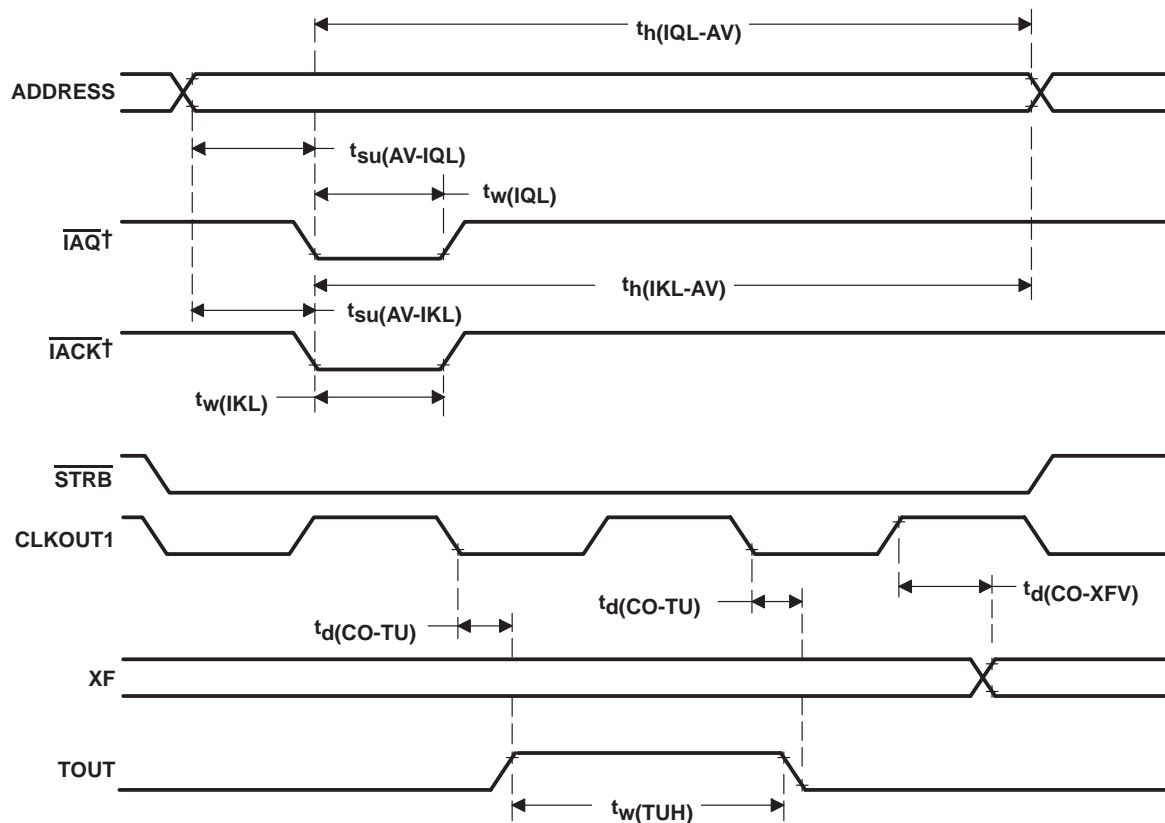 th(IQL-AV)
ADDRESS
tsu(AV-IQL)
tw(IQL)
IAQ†
th(IKL-AV)
tsu(AV-IKL)
IACK†
tw(IKL)
STRB
CLKOUT1
td(CO-XFV)
td(CO-TU)
td(CO-TU)
XF
TOUT
tw(TUH)